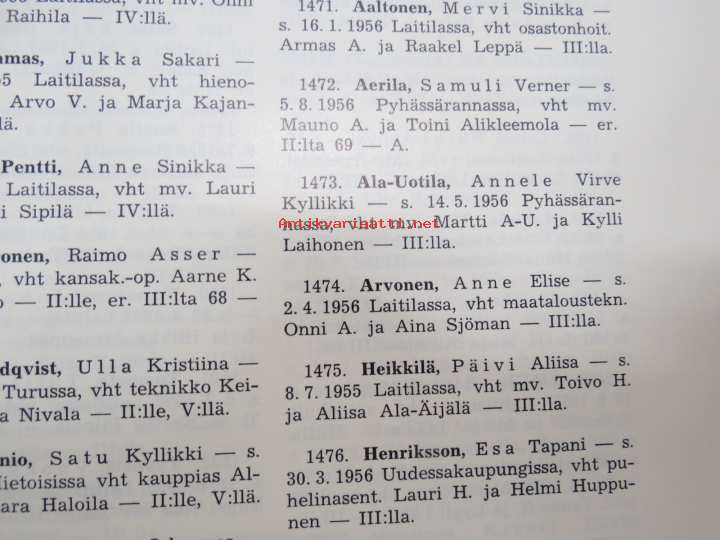 Raihila — IV:llä.
amas, Jukka Sakari —
5 Laitilassa, vht hieno-
Arvo V. ja Marja Kajan-
lä.
Pentti, Anne Sinikka —
Laitilassa, vht mv. Lauri
i Sipilä — IV:llä.
onen, Raimo Asser —
, vht kansak.-op. Aarne K.
o — II:lle, er. III:lta 68 —
dqvist, Ulla Kristiina —
Turussa, vht teknikko Kei-
a Nivala — II:lle, V:llä.
nio, Satu Kyllikki — s.
Mietoisissa vht kauppias Al-
ara Haloila — II:lle, V:llä.
1471. Aaltonen, Mervi Sinikka —
s. 16. 1. 1956 Laitilassa, vht osastonhoit.
Armas A. ja Raakel Leppä — III:lla.
1472. Aerila, Samuli Verner — s.
5. 8. 1956 Pyhässärannassa, vht mv.
Mauno A. ja Toini Alikleemola — er.
II:lta 69 — A.
1473. Ala-Uotila, Annele Virve
Kyllikki — s. 14. 5. 1956 Pyhässäran-
nassa, vht mv. Martti A-U. ja Kylli
Antikvariaatti.net
Laihonen — III:lla.
1474. Arvonen, Anne Elise — s.
2. 4. 1956 Laitilassa, vht maataloustekn.
Onni A. ja Aina Sjöman — III:lla.
1475. Heikkilä, Päivi Aliisa — s.
8. 7. 1955 Laitilassa, vht mv. Toivo H.
ja Aliisa Ala-Äijälä — III:lla.
1476. Henriksson, Esa Tapani — s.
30. 3. 1956 Uudessakaupungissa, vht pu-
helinasent. Lauri H. ja Helmi Huppu-
nen — III:lla.